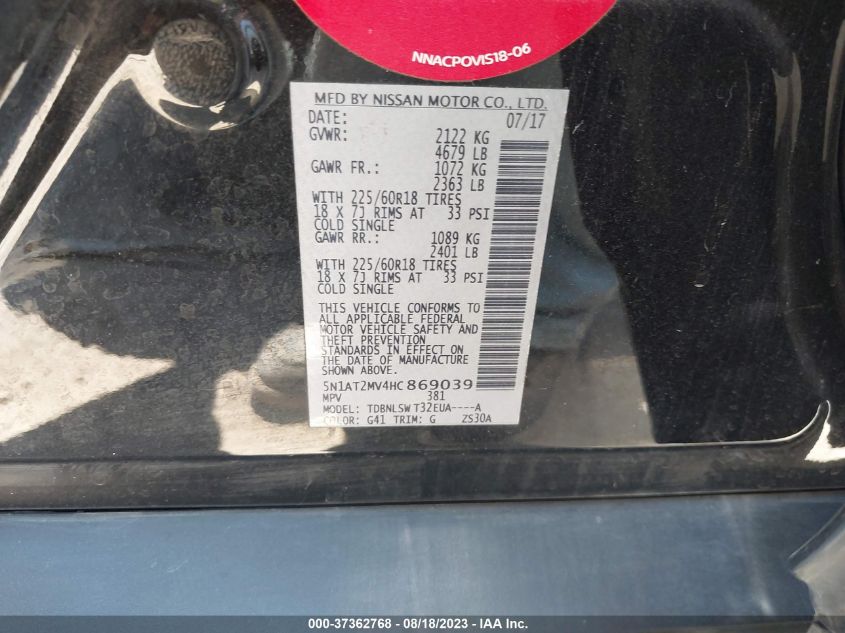 NNACPOVIS18-06
MFD BY NISSAN MOTOR CO., LTD.
DATE: 07/17
GVWR: 2122 KG
4679 LB
GAWR FR.: 1072 KG
2363 LB
WITH 225/60R18 TIRES
18 X 7J RIMS AT 33 PSI
COLD SINGLE
GAWR RR.: 1089 KG
2401 LB
WITH 225/60R18 TIRES
18 X 7J RIMS AT 33 PSI
COLD SINGLE
THIS VEHICLE CONFORMS TO
ALL APPLICABLE FEDERAL
MOTOR VEHICLE SAFETY AND
THEFT PREVENTION
STANDARDS IN EFFECT ON
THE DATE OF MANUFACTURE
SHOWN ABOVE.
5N1AT2MV4HC869039
MPV 381
MODEL: TDBNLSW T32EUA----A
COLOR: G41 TRIM: G ZS30A
000-37362768 - 08/18/2023 - IAA Inc.